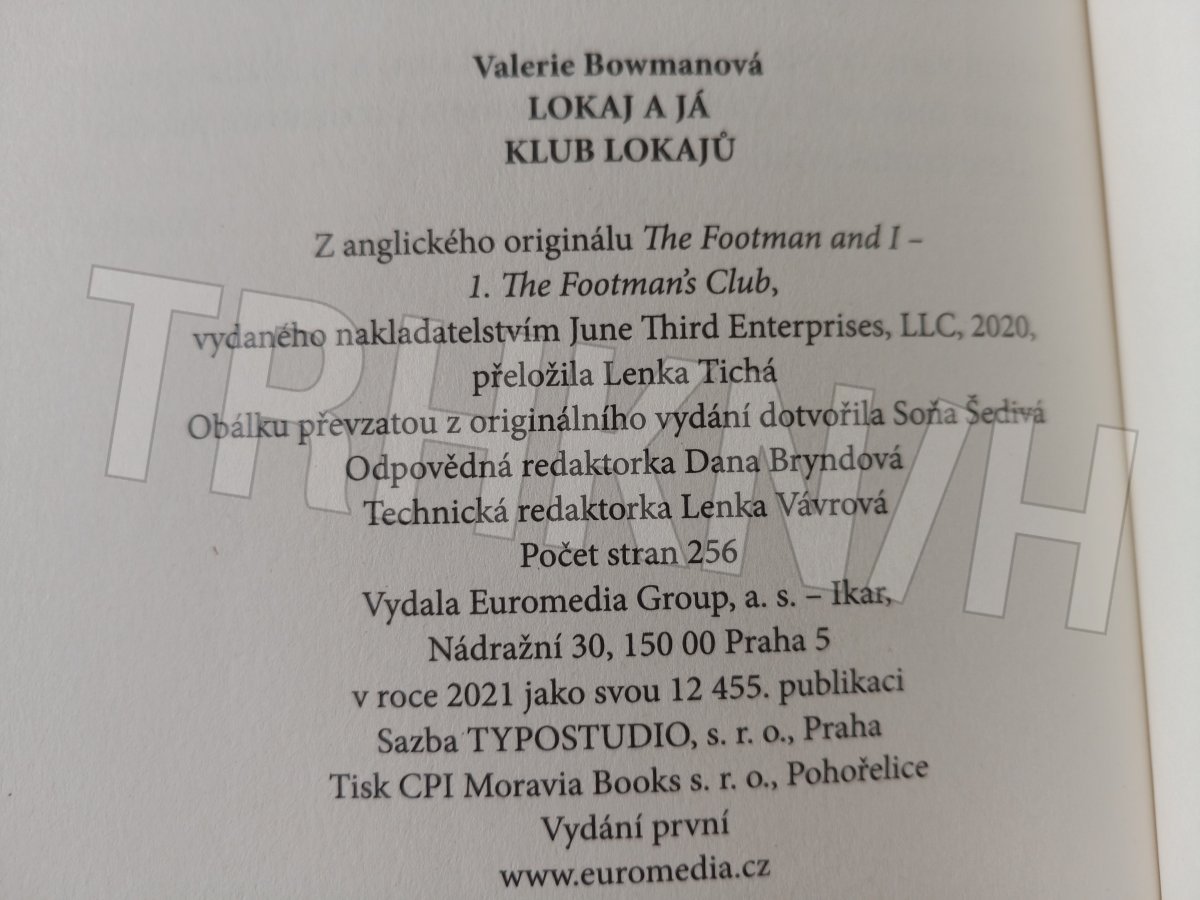 Valerie Bowmanová
LOKAJ A JÁ
KLUB LOKAJŮ
Z anglického originálu The Footman and I –
1. The Footman’s Club,
vydaného nakladatelstvím June Third Enterprises, LLC, 2020,
přeložila Lenka Tichá
Obálku převzatou z originálního vydání dotvořila Soňa Šedivá
Odpovědná redaktorka Dana Bryndová
Technická redaktorka Lenka Vávrová
Počet stran 256
Vydala Euromedia Group, a. s. – Ikar,
Nádražní 30, 150 00 Praha 5
v roce 2021 jako svou 12 455. publikaci
Sazba TYPOSTUDIO, s. r. o., Praha
Tisk CPI Moravia Books s. r. o., Pohořelice
Vydání první
www.euromedia.cz
TRHKNIH